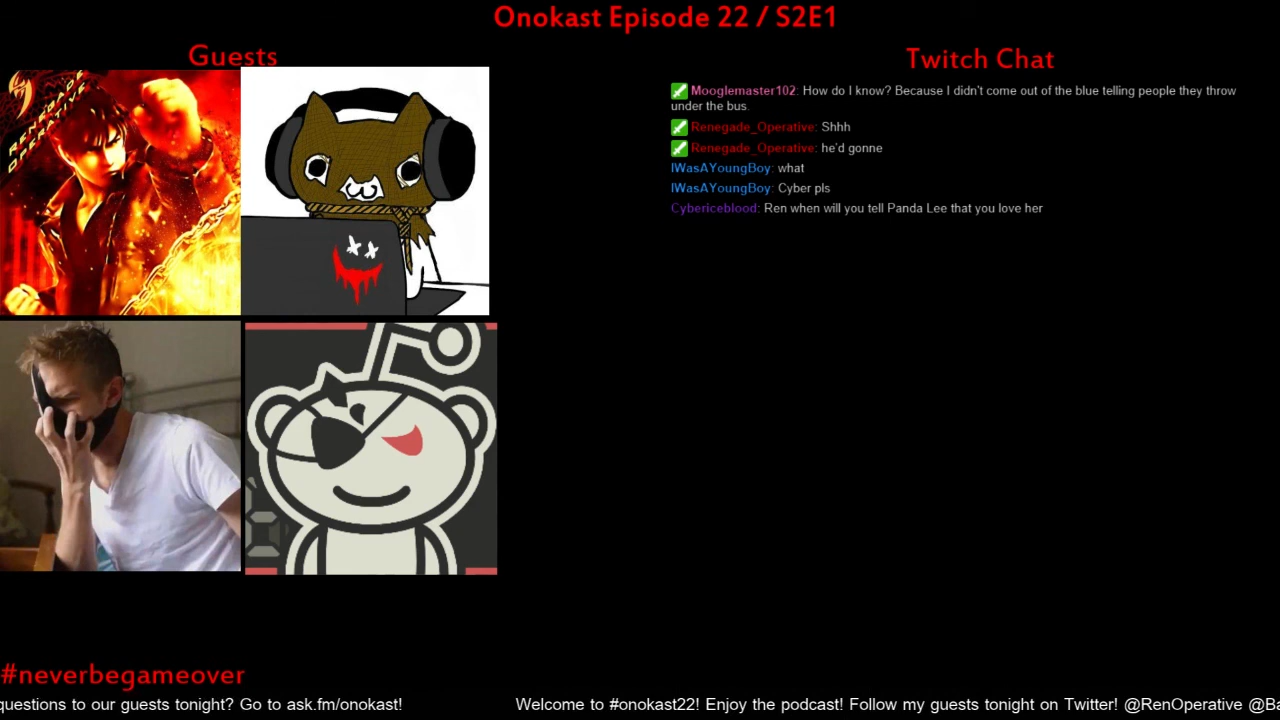 Onokast Episode 22 / S2E1
Guests
Twitch Chat
Mooglemaster102: How do I know? Because I didn't come out of the blue telling people they throw
under the bus.
Renegade_Operative: Shhh
Renegade_Operative: he'd gonne
IWasAYoungBoy: what
IWasAYoungBoy: Cyber pls
Cybericeblood: Ren when will you tell Panda Lee that you love her
#neverbegameover
questions to our guests tonight? Go to ask.fm/onokast! Welcome to #onokast22! Enjoy the podcast! Follow my guests tonight on Twitter! @RenOperative